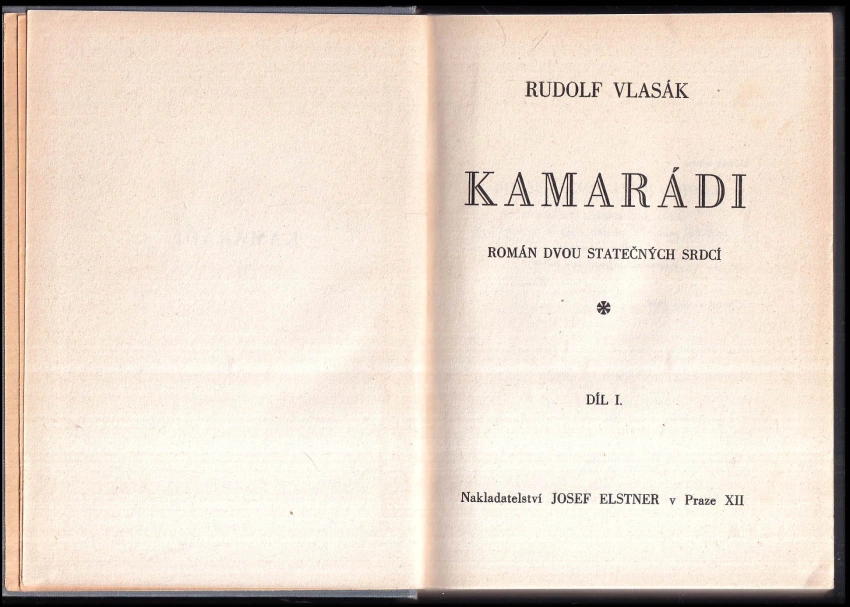 RUDOLF VLASÁK
KAMARÁDI
ROMÁN DVOU STATEČNÝCH SRDCÍ
DÍL I.
Nakladatelství JOSEF ELSTNER v Praze XII